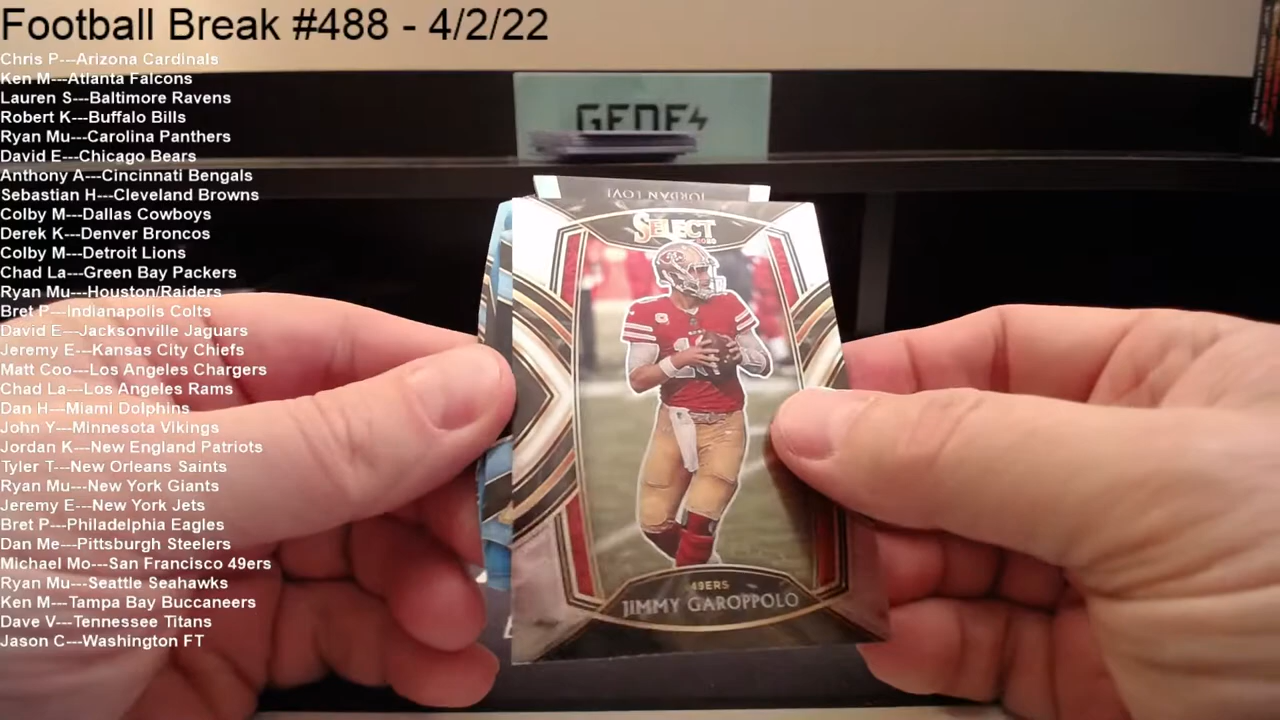 Football Break #488 - 4/2/22
Chris P---Arizona Cardinals
Ken M---Atlanta Falcons
Lauren S---Baltimore Ravens
Robert K---Buffalo Bills
Ryan Mu---Carolina Panthers
David E---Chicago Bears
Anthony A---Cincinnati Bengals
Sebastian H---Cleveland Browns
Colby M---Dallas Cowboys
Derek K---Denver Broncos
Colby M---Detroit Lions
Chad La---Green Bay Packers
Ryan Mu---Houston/Raiders
Bret P---Indianapolis Colts
David E---Jacksonville Jaguars
Jeremy E---Kansas City Chiefs
Matt Coo---Los Angeles Chargers
Chad La---Los Angeles Rams
Dan H---Miami Dolphins
John Y---Minnesota Vikings
Jordan K---New England Patriots
Tyler T---New Orleans Saints
Ryan Mu---New York Giants
Jeremy E---New York Jets
Bret P---Philadelphia Eagles
Dan Me---Pittsburgh Steelers
Michael Mo---San Francisco 49ers
Ryan Mu---Seattle Seahawks
Ken M---Tampa Bay Buccaneers
Dave V---Tennessee Titans
Jason C---Washington FT
JORDAN LOVE
SELECT
2020
49ERS
JIMMY GAROPPOLO